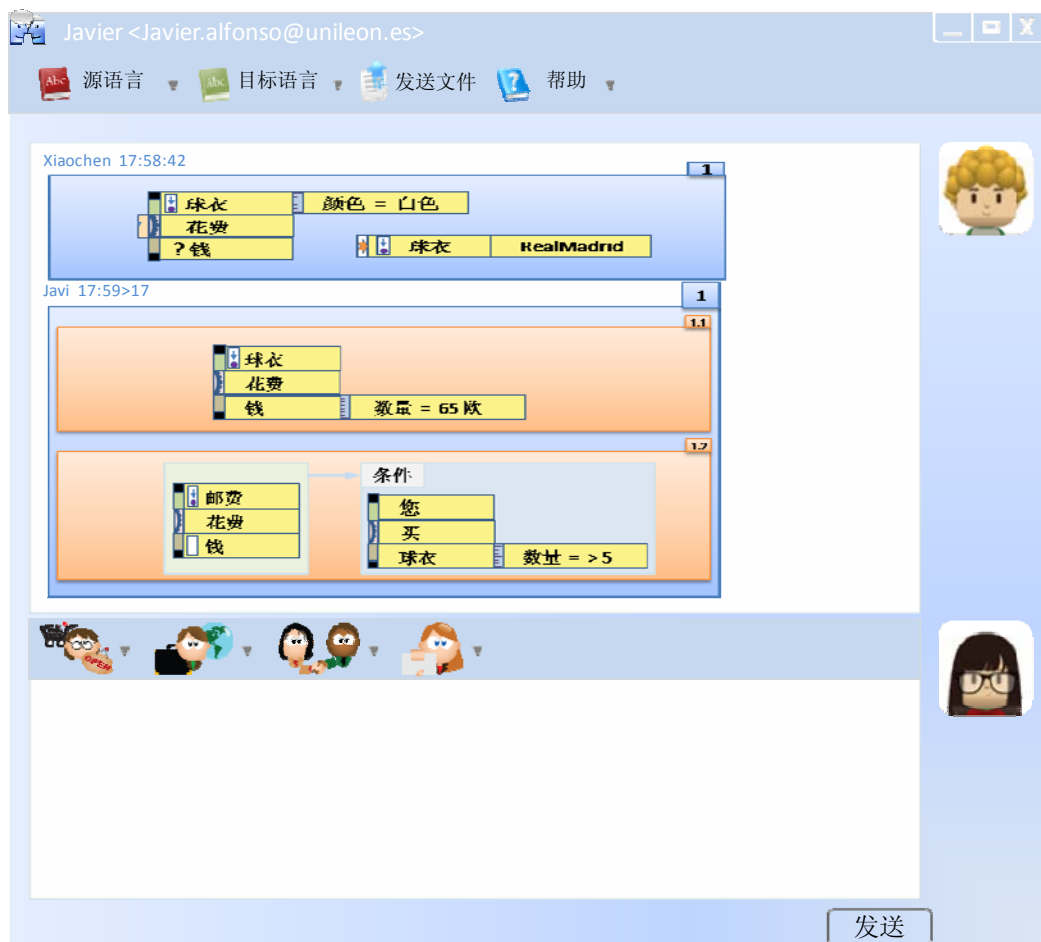 Javier <Javier.alfonso@unileon.es>
源语言 目标语言 发送文件 帮助
Xiaochen 17:58:42
1
球衣 颜色 = 白色
花费
?钱
球衣 RealMadrid
Javi 17:59>17
1
1.1
球衣
花费
钱 数量 = 65 欧
1.2
条件
邮费
花费
钱
您
买
球衣 数量 = > 5
OPEN
发送